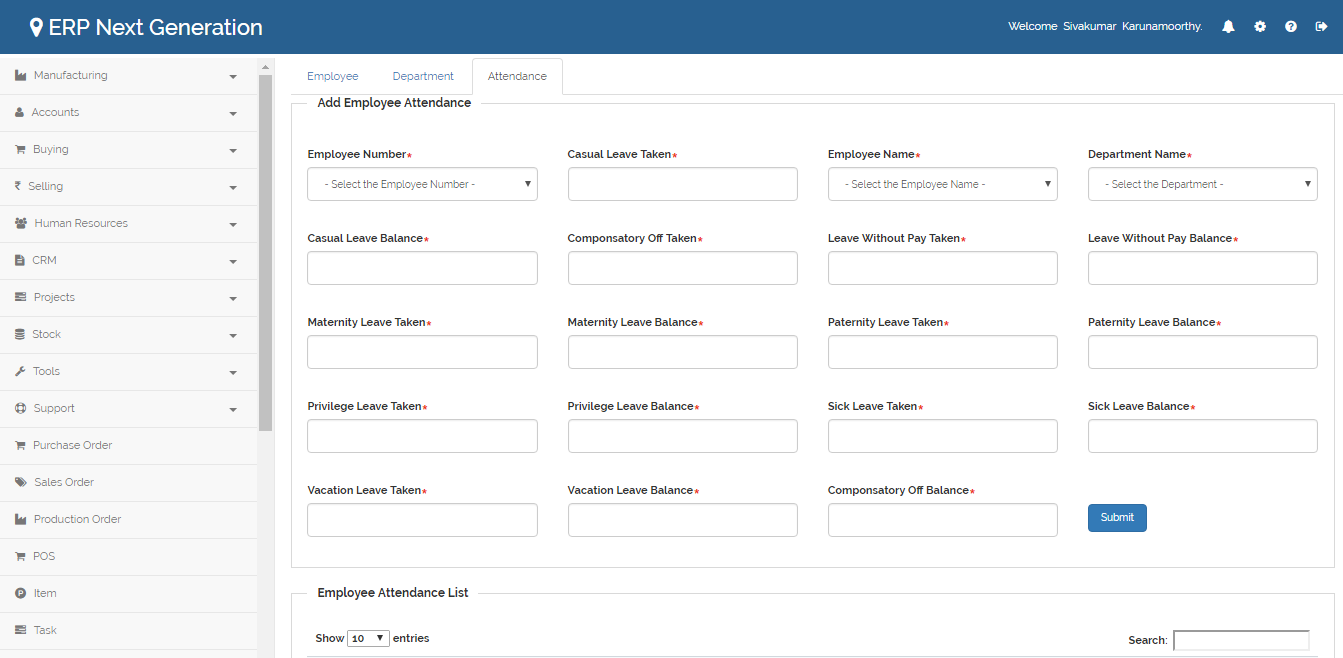 ERP Next Generation
Welcome Sivakumar Karunamoorthy.
Manufacturing
Accounts
Buying
₹ Selling
Human Resources
CRM
Projects
Stock
Tools
Support
Purchase Order
Sales Order
Production Order
POS
Item
Task
Employee Department Attendance
Add Employee Attendance
Employee Number* Casual Leave Taken* Employee Name* Department Name*
- Select the Employee Number - - Select the Employee Name - - Select the Department -
Casual Leave Balance* Componsatory Off Taken* Leave Without Pay Taken* Leave Without Pay Balance*
Maternity Leave Taken* Maternity Leave Balance* Paternity Leave Taken* Paternity Leave Balance*
Privilege Leave Taken* Privilege Leave Balance* Sick Leave Taken* Sick Leave Balance*
Vacation Leave Taken* Vacation Leave Balance* Componsatory Off Balance*
Submit
Employee Attendance List
Show 10 entries Search: